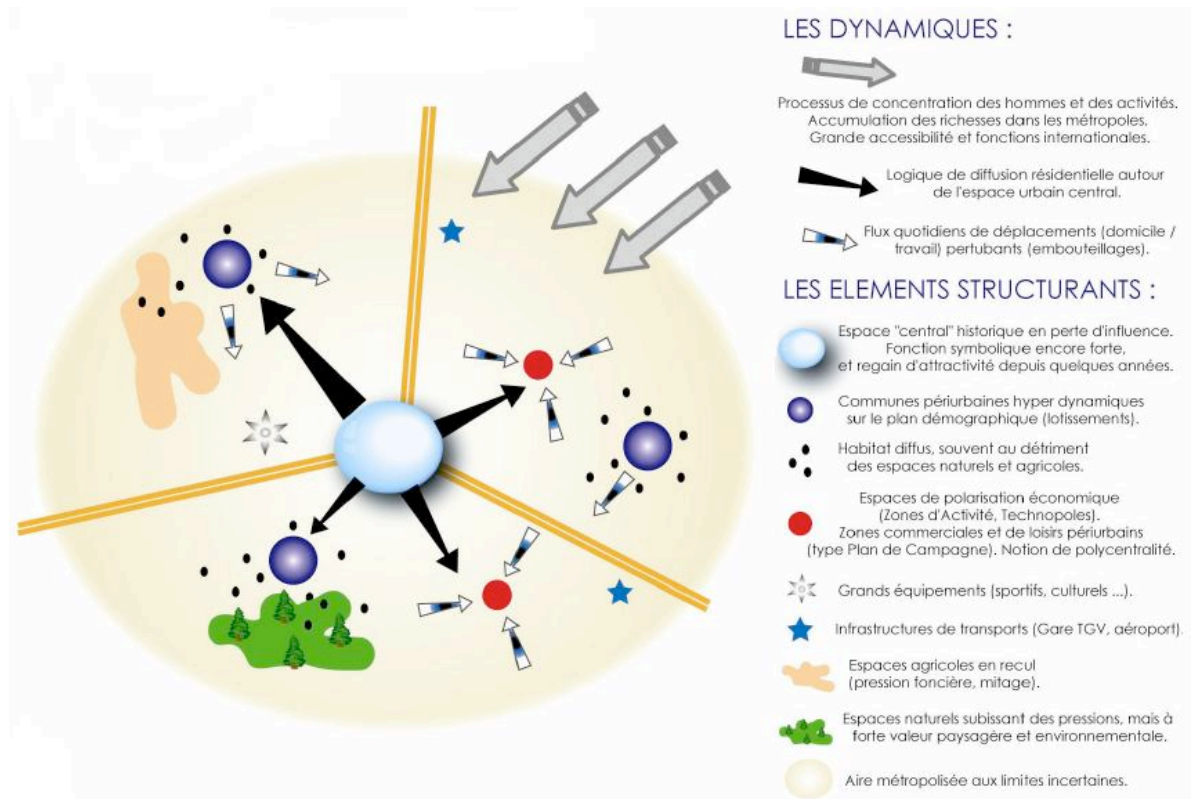 LES DYNAMIQUES :
Processus de concentration des hommes et des activités.
Accumulation des richesses dans les métropoles.
Grande accessibilité et fonctions internationales.
Logique de diffusion résidentielle autour
de l'espace urbain central.
Flux quotidiens de déplacements (domicile /
travail) pertubants (embouteillages).
LES ELEMENTS STRUCTURANTS :
Espace "central" historique en perte d'influence.
Fonction symbolique encore forte,
et regain d'attractivité depuis quelques années.
Communes périurbaines hyper dynamiques
sur le plan démographique (lotissements).
Habitat diffus, souvent au détriment
des espaces naturels et agricoles.
Espaces de polarisation économique
(Zones d'Activité, Technopoles).
Zones commerciales et de loisirs périurbains
(type Plan de Campagne). Notion de polycentralité.
Grands équipements (sportifs, culturels ...).
Infrastructures de transports (Gare TGV, aéroport).
Espaces agricoles en recul
(pression foncière, mitage).
Espaces naturels subissant des pressions, mais à
forte valeur paysagère et environnementale.
Aire métropolisée aux limites incertaines.